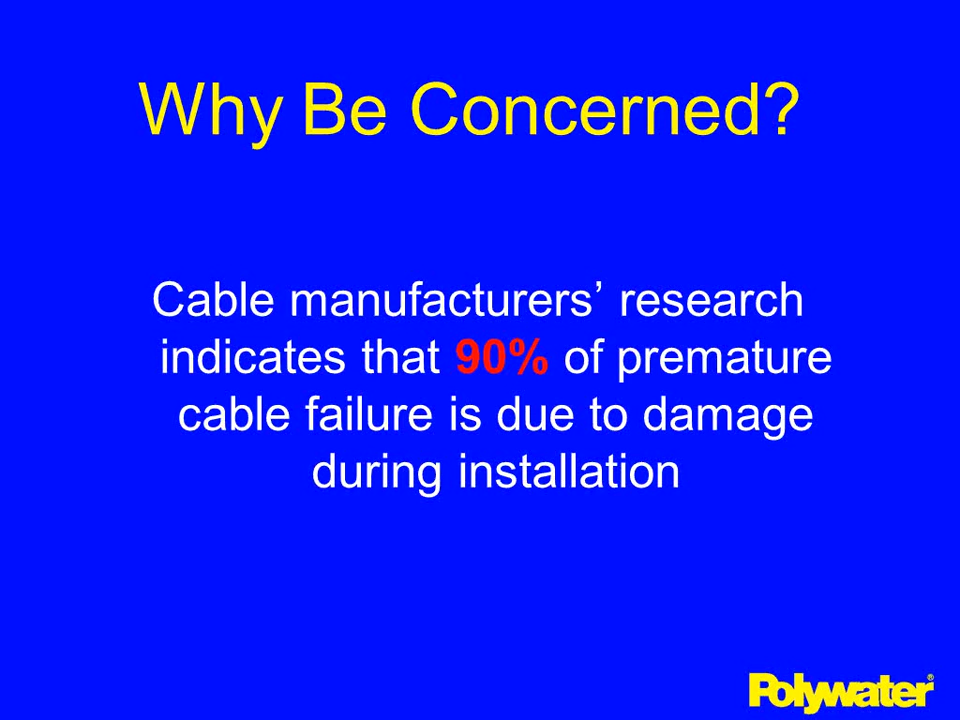 Why Be Concerned?
Cable manufacturers’ research
indicates that 90% of premature
cable failure is due to damage
during installation
Polywater®